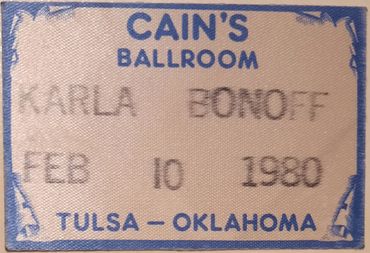 CAIN'S
BALLROOM
KARLA BONOFF
FEB 10 1980
TULSA – OKLAHOMA